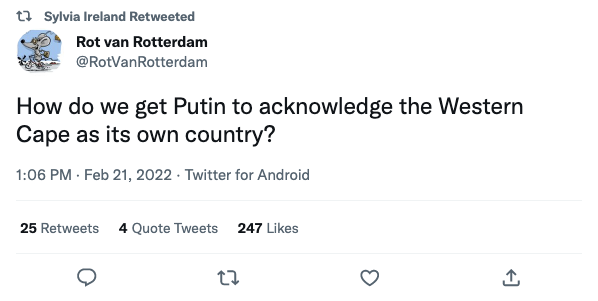 Sylvia Ireland Retweeted
Rot van Rotterdam
@RotVanRotterdam
How do we get Putin to acknowledge the Western
Cape as its own country?
1:06 PM · Feb 21, 2022 · Twitter for Android
25 Retweets 4 Quote Tweets 247 Likes